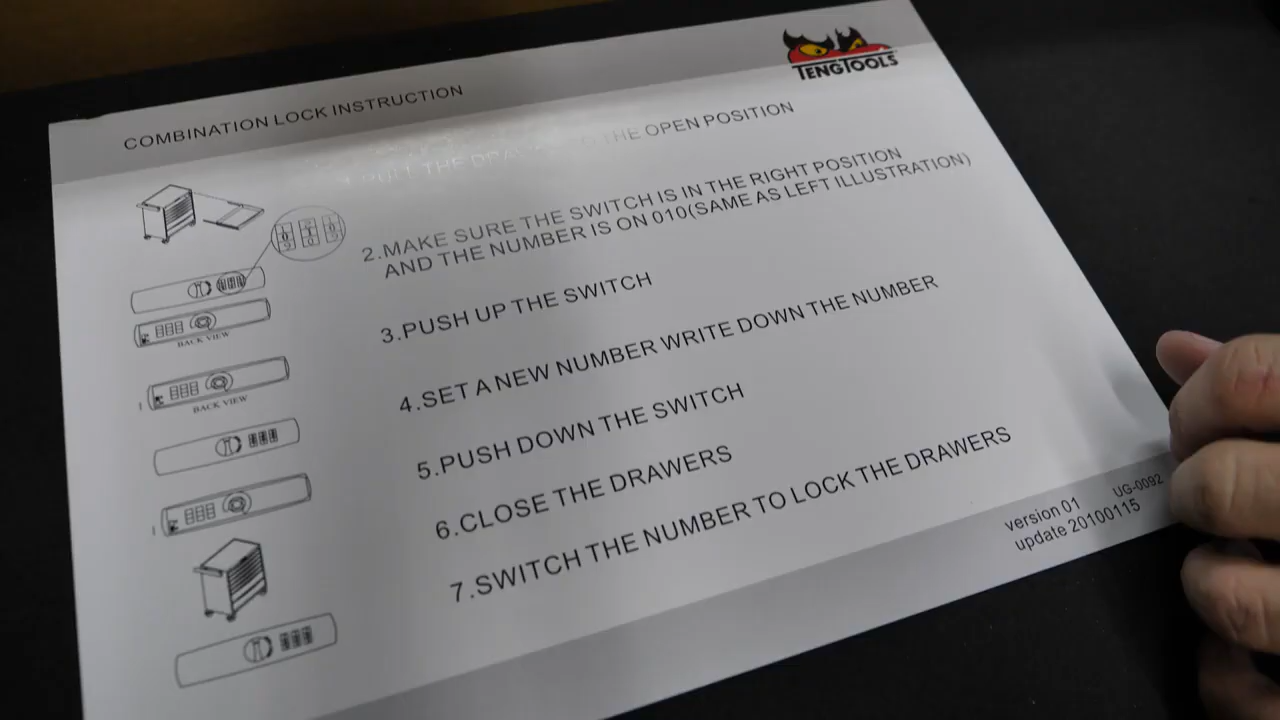 TENGTOOLS
COMBINATION LOCK INSTRUCTION
1.PULL THE THE OPEN POSITION
2.MAKE SURE THE SWITCH IS IN THE RIGHT POSITION
AND THE NUMBER IS ON 010(SAME AS LEFT ILLUSTRATION)
BACK VIEW
3.PUSH UP THE SWITCH
BACK VIEW
4.SET A NEW NUMBER WRITE DOWN THE NUMBER
5.PUSH DOWN THE SWITCH
6.CLOSE THE DRAWERS
7.SWITCH THE NUMBER TO LOCK THE DRAWERS
version 01
UG-0092
update 20100115